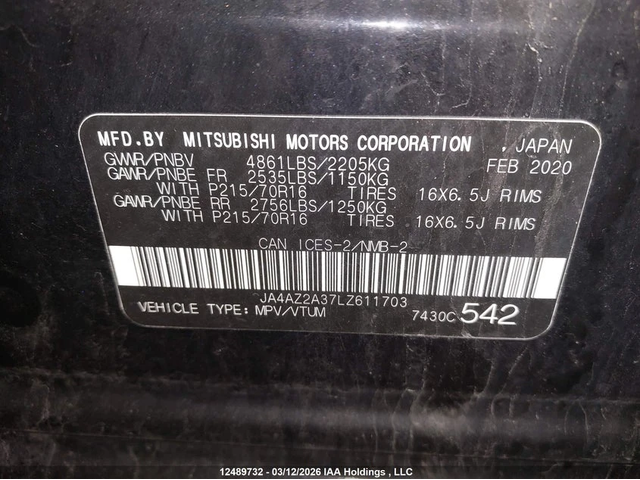 MFD.BY MITSUBISHI MOTORS CORPORATION , JAPAN
GVWR/PNBV 4861LBS/2205KG FEB 2020
GAWR/PNBE FR 2535LBS/1150KG
WITH P215/70R16 TIRES 16X6.5J RIMS
GAWR/PNBE RR 2756LBS/1250KG
WITH P215/70R16 TIRES 16X6.5J RIMS
CAN ICES-2/NMB-2
JA4AZ2A37LZ611703
VEHICLE TYPE: MPV/VTUM 7430C 542
12489732 - 03/12/2026 IAA Holdings , LLC